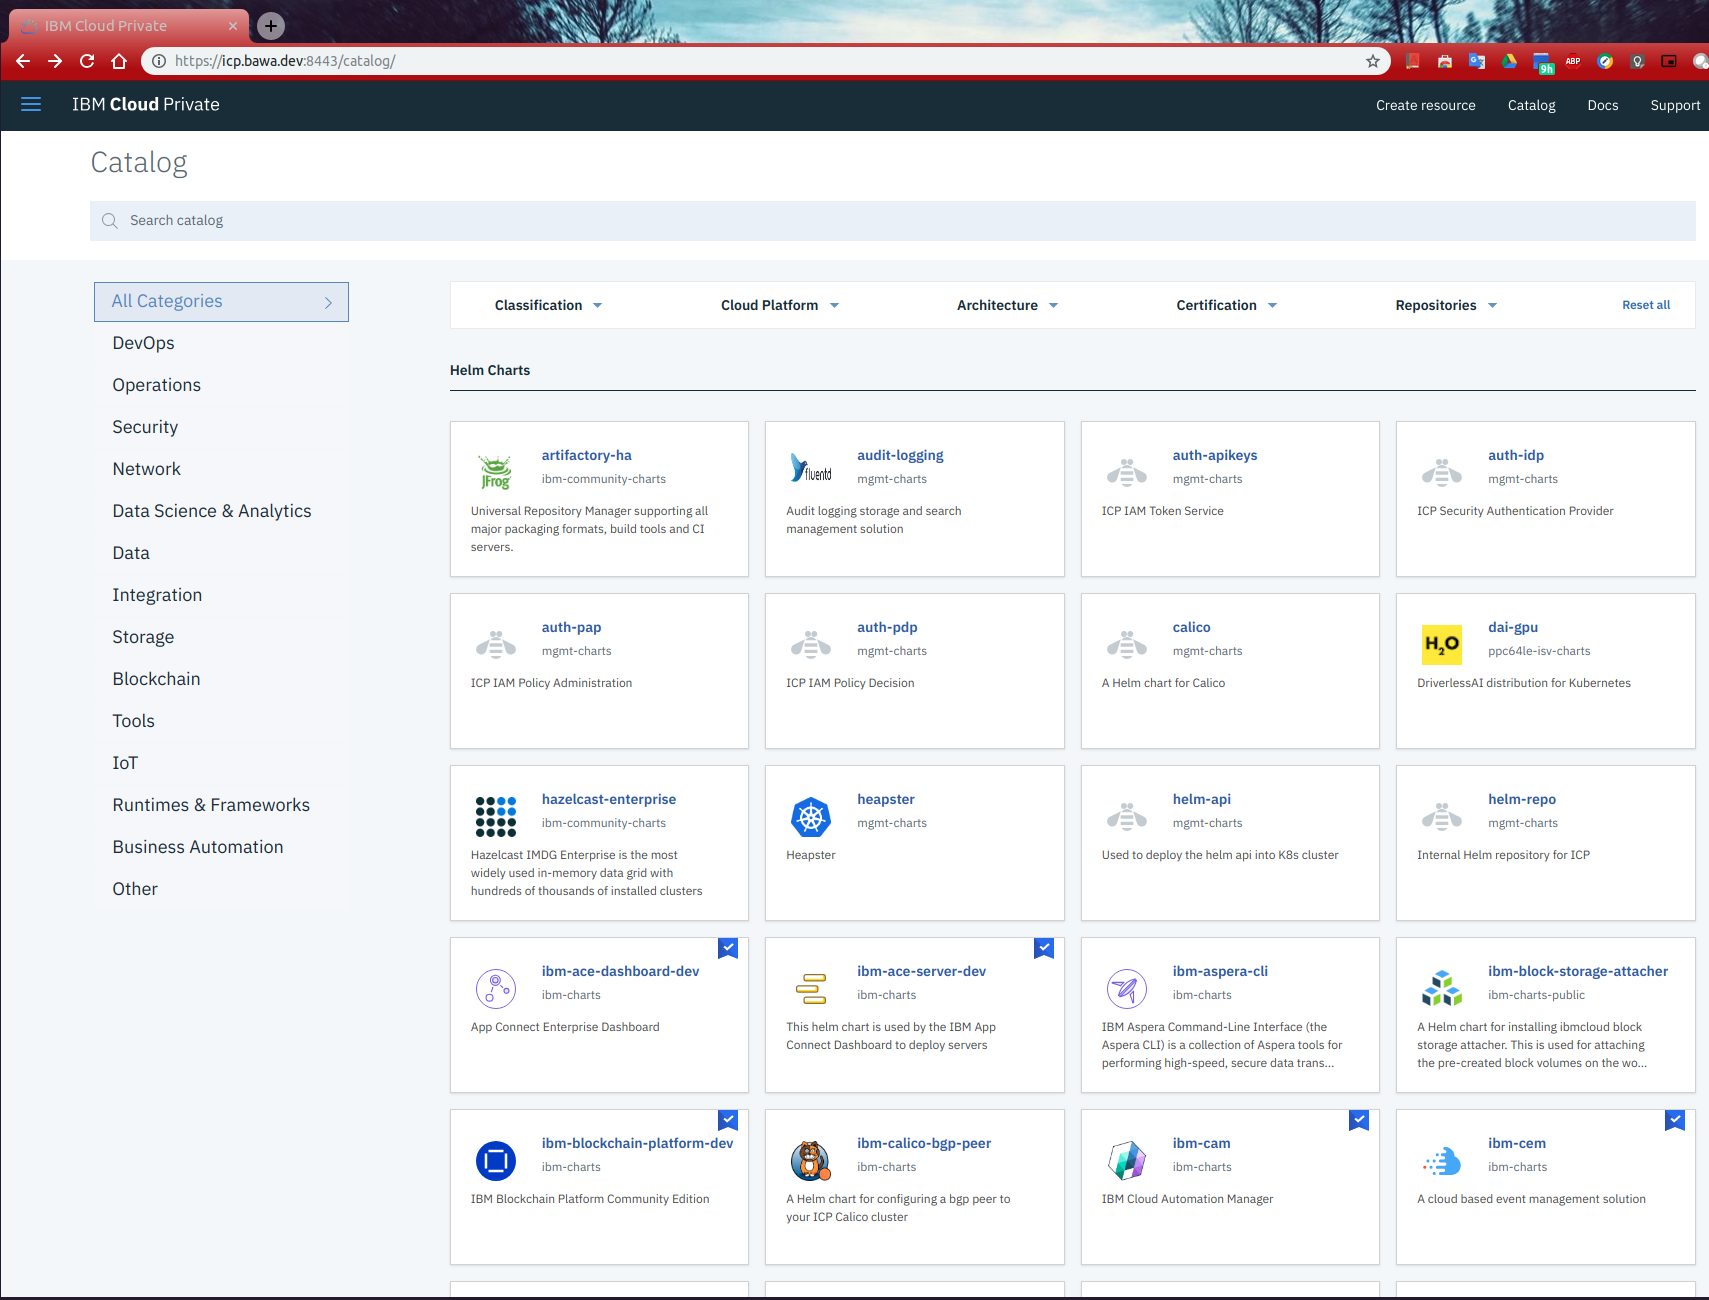 IBM Cloud Private
https://icp.bawa.dev:8443/catalog/
9h
ABP
IBM Cloud Private
Create resource
Catalog
Docs
Support
Catalog
Search catalog
All Categories
DevOps
Operations
Security
Network
Data Science & Analytics
Data
Integration
Storage
Blockchain
Tools
IoT
Runtimes & Frameworks
Business Automation
Other
Classification
Cloud Platform
Architecture
Certification
Repositories
Reset all
Helm Charts
JFrog
artifactory-ha
ibm-community-charts
Universal Repository Manager supporting all
major packaging formats, build tools and CI
servers.
fluentd
audit-logging
mgmt-charts
Audit logging storage and search
management solution
auth-apikeys
mgmt-charts
ICP IAM Token Service
auth-idp
mgmt-charts
ICP Security Authentication Provider
auth-pap
mgmt-charts
ICP IAM Policy Administration
auth-pdp
mgmt-charts
ICP IAM Policy Decision
calico
mgmt-charts
A Helm chart for Calico
H2O
dai-gpu
ppc64le-isv-charts
DriverlessAI distribution for Kubernetes
hazelcast-enterprise
ibm-community-charts
Hazelcast IMDG Enterprise is the most
widely used in-memory data grid with
hundreds of thousands of installed clusters
heapster
mgmt-charts
Heapster
helm-api
mgmt-charts
Used to deploy the helm api into K8s cluster
helm-repo
mgmt-charts
Internal Helm repository for ICP
ibm-ace-dashboard-dev
ibm-charts
App Connect Enterprise Dashboard
ibm-ace-server-dev
ibm-charts
This helm chart is used by the IBM App
Connect Dashboard to deploy servers
ibm-aspera-cli
ibm-charts
IBM Aspera Command-Line Interface (the
Aspera CLI) is a collection of Aspera tools for
performing high-speed, secure data trans...
ibm-block-storage-attacher
ibm-charts-public
A Helm chart for installing ibmcloud block
storage attacher. This is used for attaching
the pre-created block volumes on the wo...
ibm-blockchain-platform-dev
ibm-charts
IBM Blockchain Platform Community Edition
ibm-calico-bgp-peer
ibm-charts
A Helm chart for configuring a bgp peer to
your ICP Calico cluster
ibm-cam
ibm-charts
IBM Cloud Automation Manager
ibm-cem
ibm-charts
A cloud based event management solution